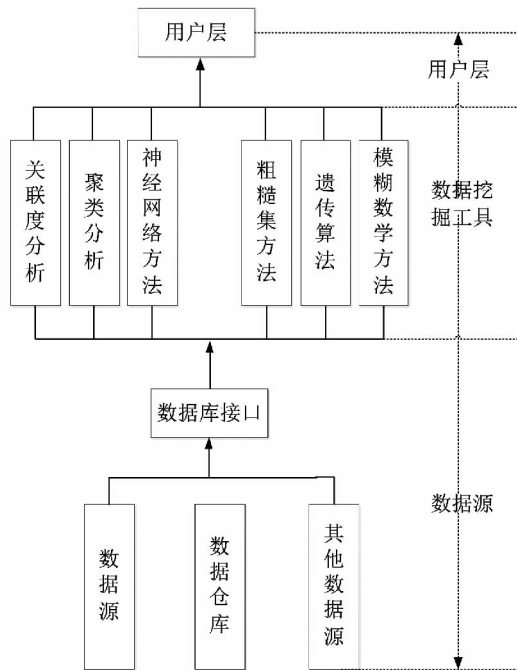 用户层
用户层
关联度分析
聚类分析
神经网络方法
粗糙集方法
遗传算法
模糊数学方法
数据挖
掘工具
数据库接口
数据源
数据源
数据仓库
其他数据源